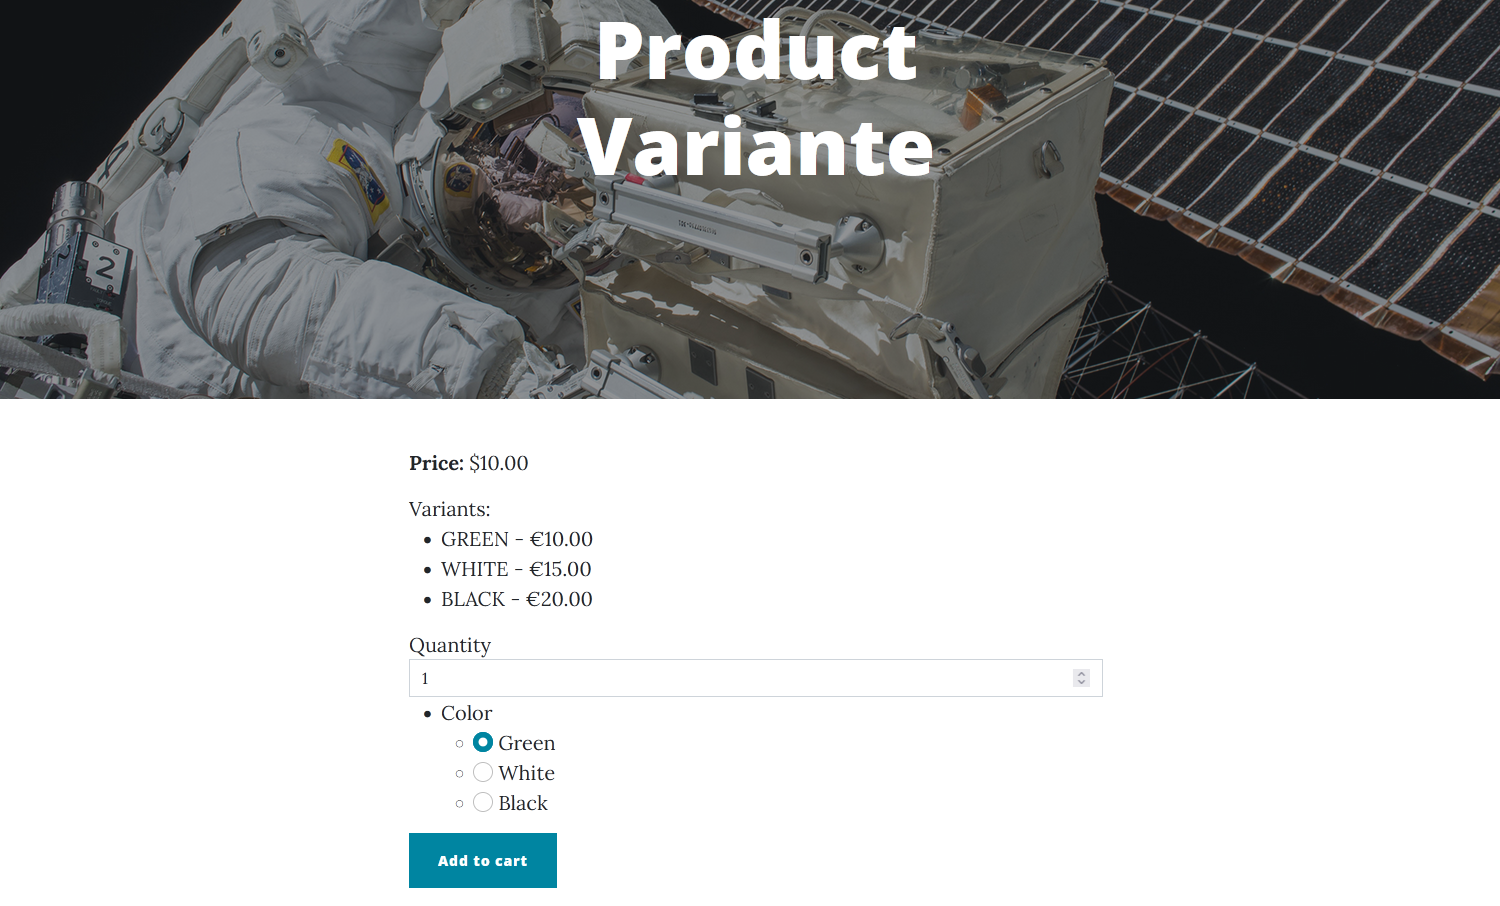 Product
Variante
2
Price: $10.00
Variants:
GREEN - €10.00
WHITE - €15.00
BLACK - €20.00
Quantity
1
Color
Green
White
Black
Add to cart